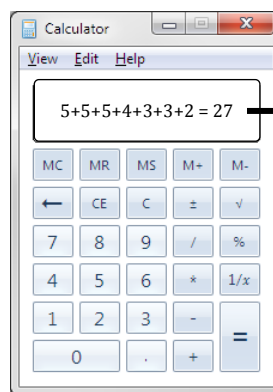 Calculator
View Edit Help
5+5+5+4+3+3+2 = 27
MC MR MS M+ M-
← CE C ± √
7 8 9 / %
4 5 6 * 1/x
1 2 3 - =
0 . +